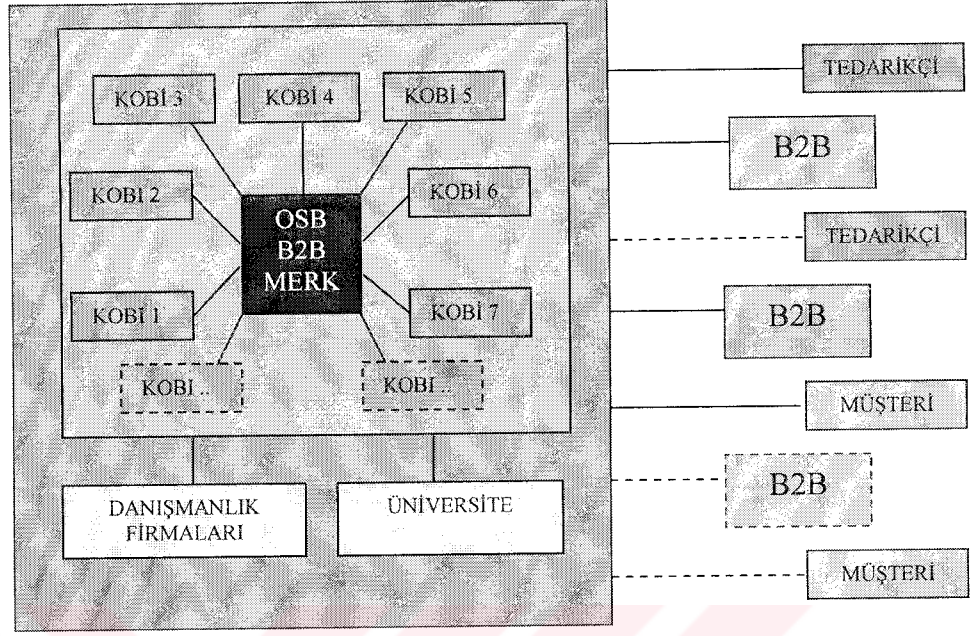 KOBİ 3
KOBİ 4
KOBİ 5
TEDARİKÇİ
B2B
KOBİ 2
KOBİ 6
OSB
B2B
MERK
TEDARİKÇİ
KOBİ 1
KOBİ 7
B2B
KOBI ..
KOBI ..
MÜŞTERİ
B2B
DANIŞMANLIK
FİRMALARI
ÜNİVERSİTE
MÜŞTERİ